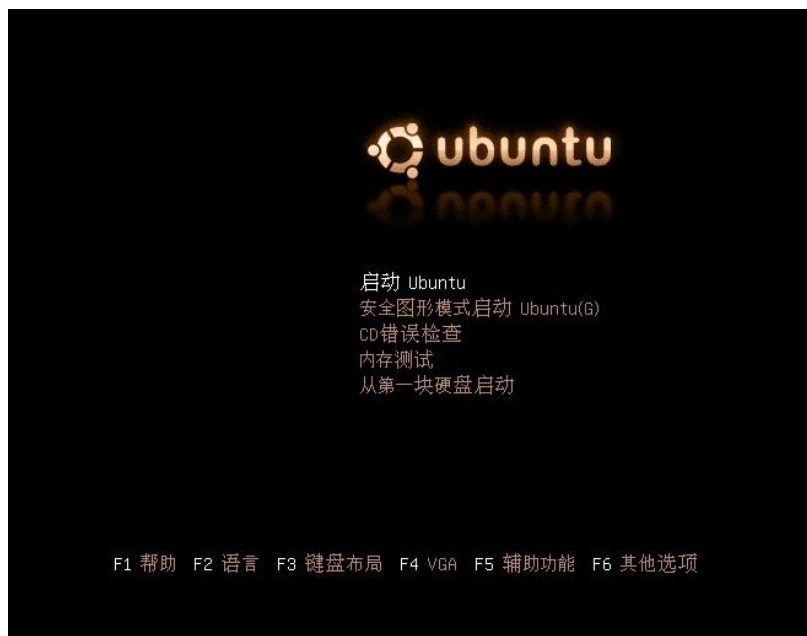 ubuntu
启动 Ubuntu
安全图形模式启动 Ubuntu(G)
CD错误检查
内存测试
从第一块硬盘启动
F1 帮助 F2 语言 F3 键盘布局 F4 VGA F5 辅助功能 F6 其他选项